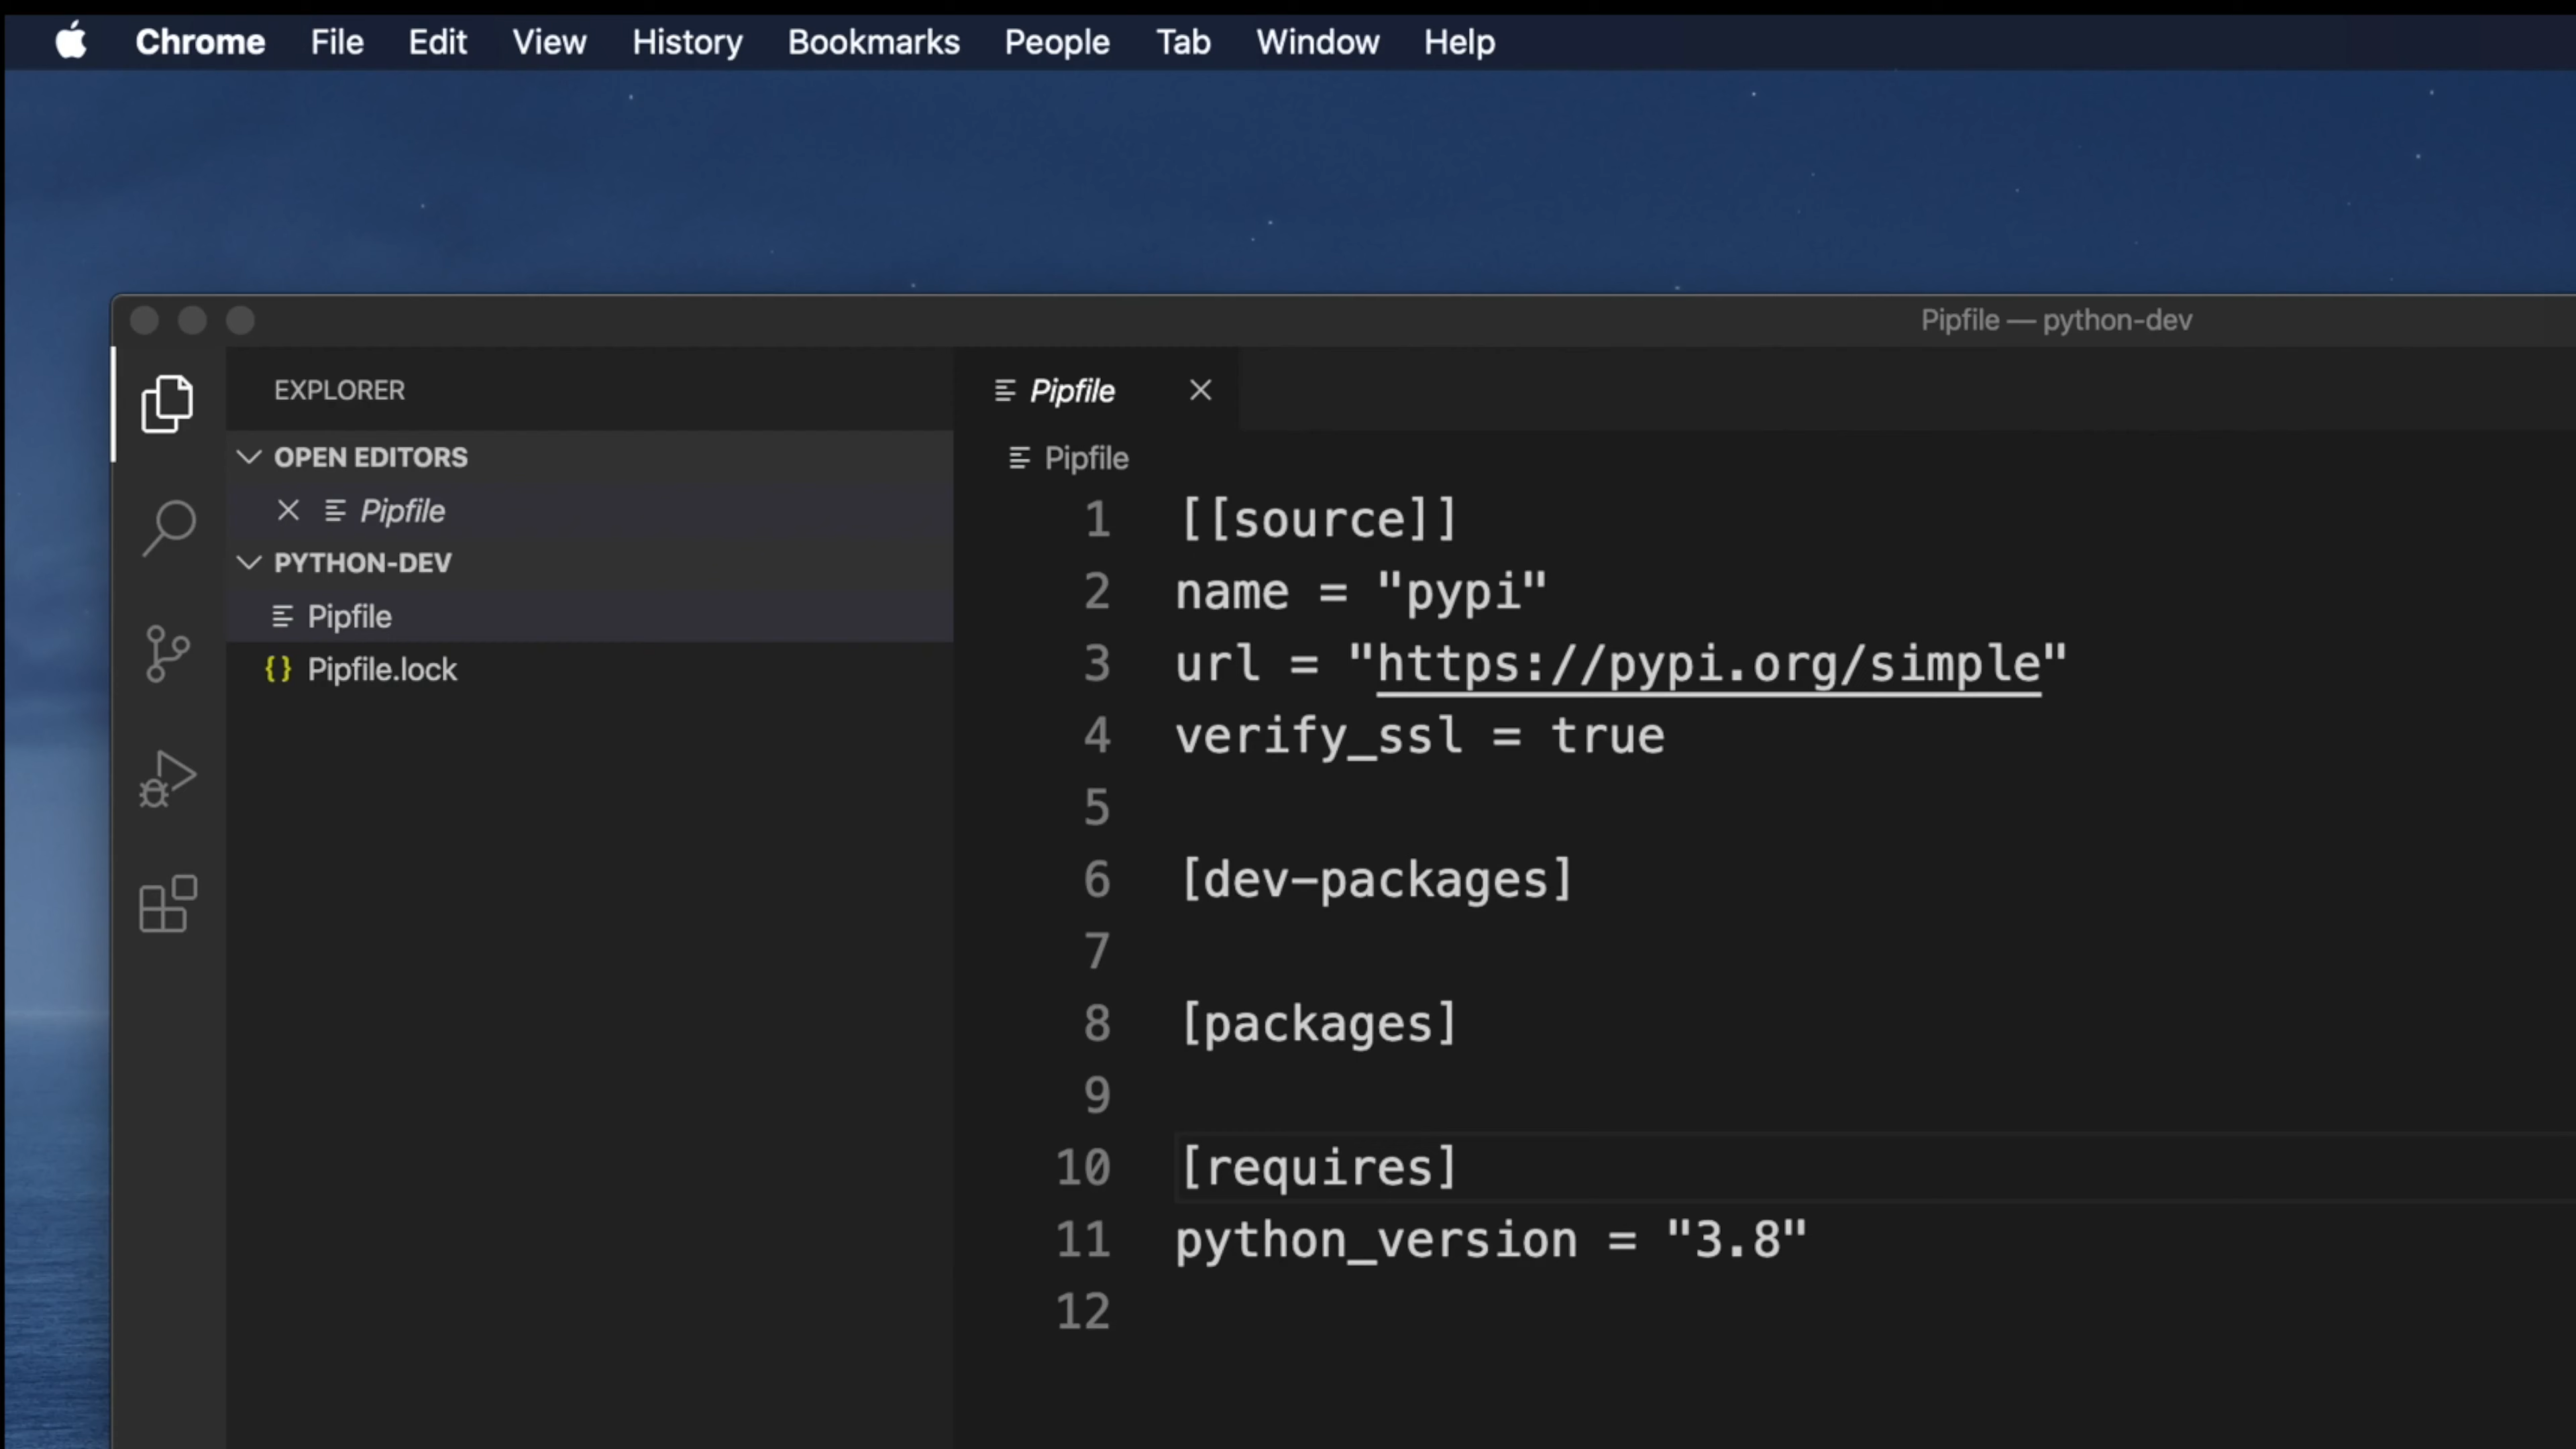 Chrome File Edit View History Bookmarks People Tab Window Help
Pipfile — python-dev
EXPLORER
OPEN EDITORS
Pipfile
PYTHON-DEV
Pipfile
{} Pipfile.lock
Pipfile
Pipfile
1 [[source]]
2 name = "pypi"
3 url = "https://pypi.org/simple"
4 verify_ssl = true
5
6 [dev-packages]
7
8 [packages]
9
10 [requires]
11 python_version = "3.8"
12